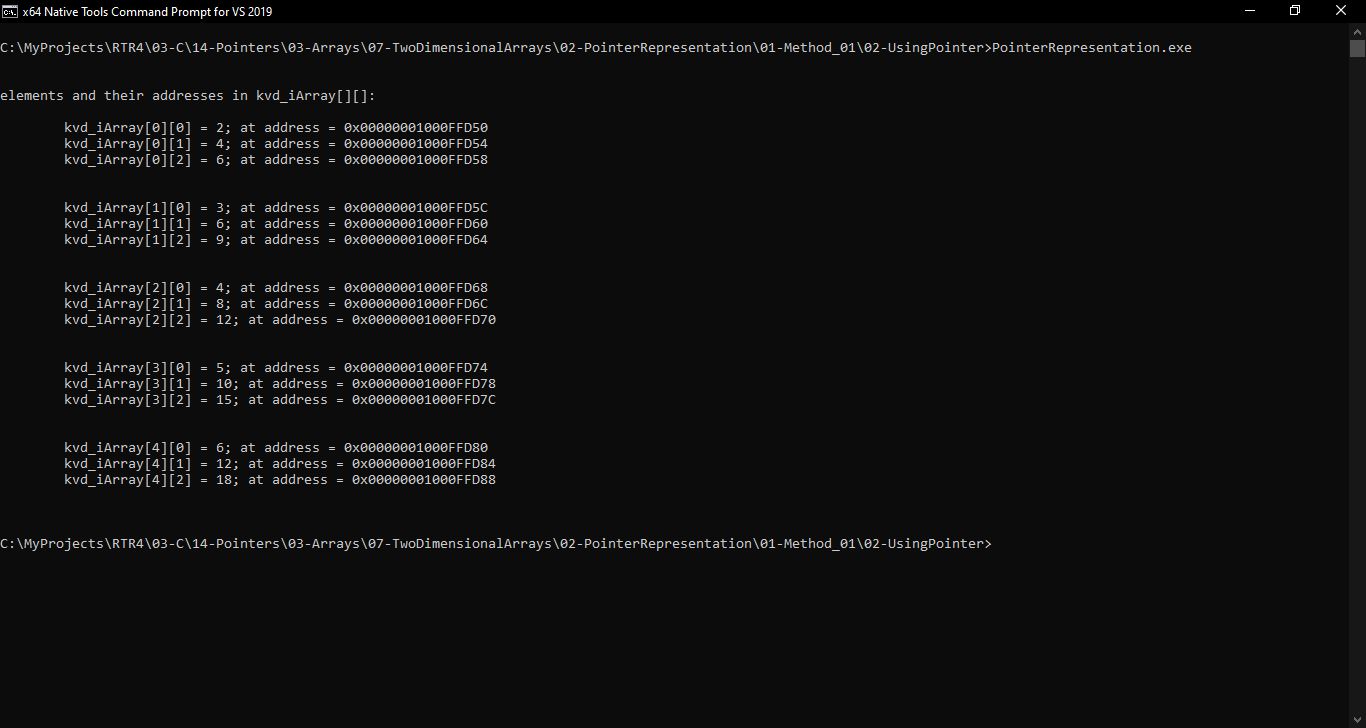 x64 Native Tools Command Prompt for VS 2019
C:\MyProjects\RTR4\03-C\14-Pointers\03-Arrays\07-TwoDimensionalArrays\02-PointerRepresentation\01-Method_01\02-UsingPointer>PointerRepresentation.exe
elements and their addresses in kvd_iArray[][]:
kvd_iArray[0][0] = 2; at address = 0x00000001000FFD50
kvd_iArray[0][1] = 4; at address = 0x00000001000FFD54
kvd_iArray[0][2] = 6; at address = 0x00000001000FFD58
kvd_iArray[1][0] = 3; at address = 0x00000001000FFD5C
kvd_iArray[1][1] = 6; at address = 0x00000001000FFD60
kvd_iArray[1][2] = 9; at address = 0x00000001000FFD64
kvd_iArray[2][0] = 4; at address = 0x00000001000FFD68
kvd_iArray[2][1] = 8; at address = 0x00000001000FFD6C
kvd_iArray[2][2] = 12; at address = 0x00000001000FFD70
kvd_iArray[3][0] = 5; at address = 0x00000001000FFD74
kvd_iArray[3][1] = 10; at address = 0x00000001000FFD78
kvd_iArray[3][2] = 15; at address = 0x00000001000FFD7C
kvd_iArray[4][0] = 6; at address = 0x00000001000FFD80
kvd_iArray[4][1] = 12; at address = 0x00000001000FFD84
kvd_iArray[4][2] = 18; at address = 0x00000001000FFD88
C:\MyProjects\RTR4\03-C\14-Pointers\03-Arrays\07-TwoDimensionalArrays\02-PointerRepresentation\01-Method_01\02-UsingPointer>